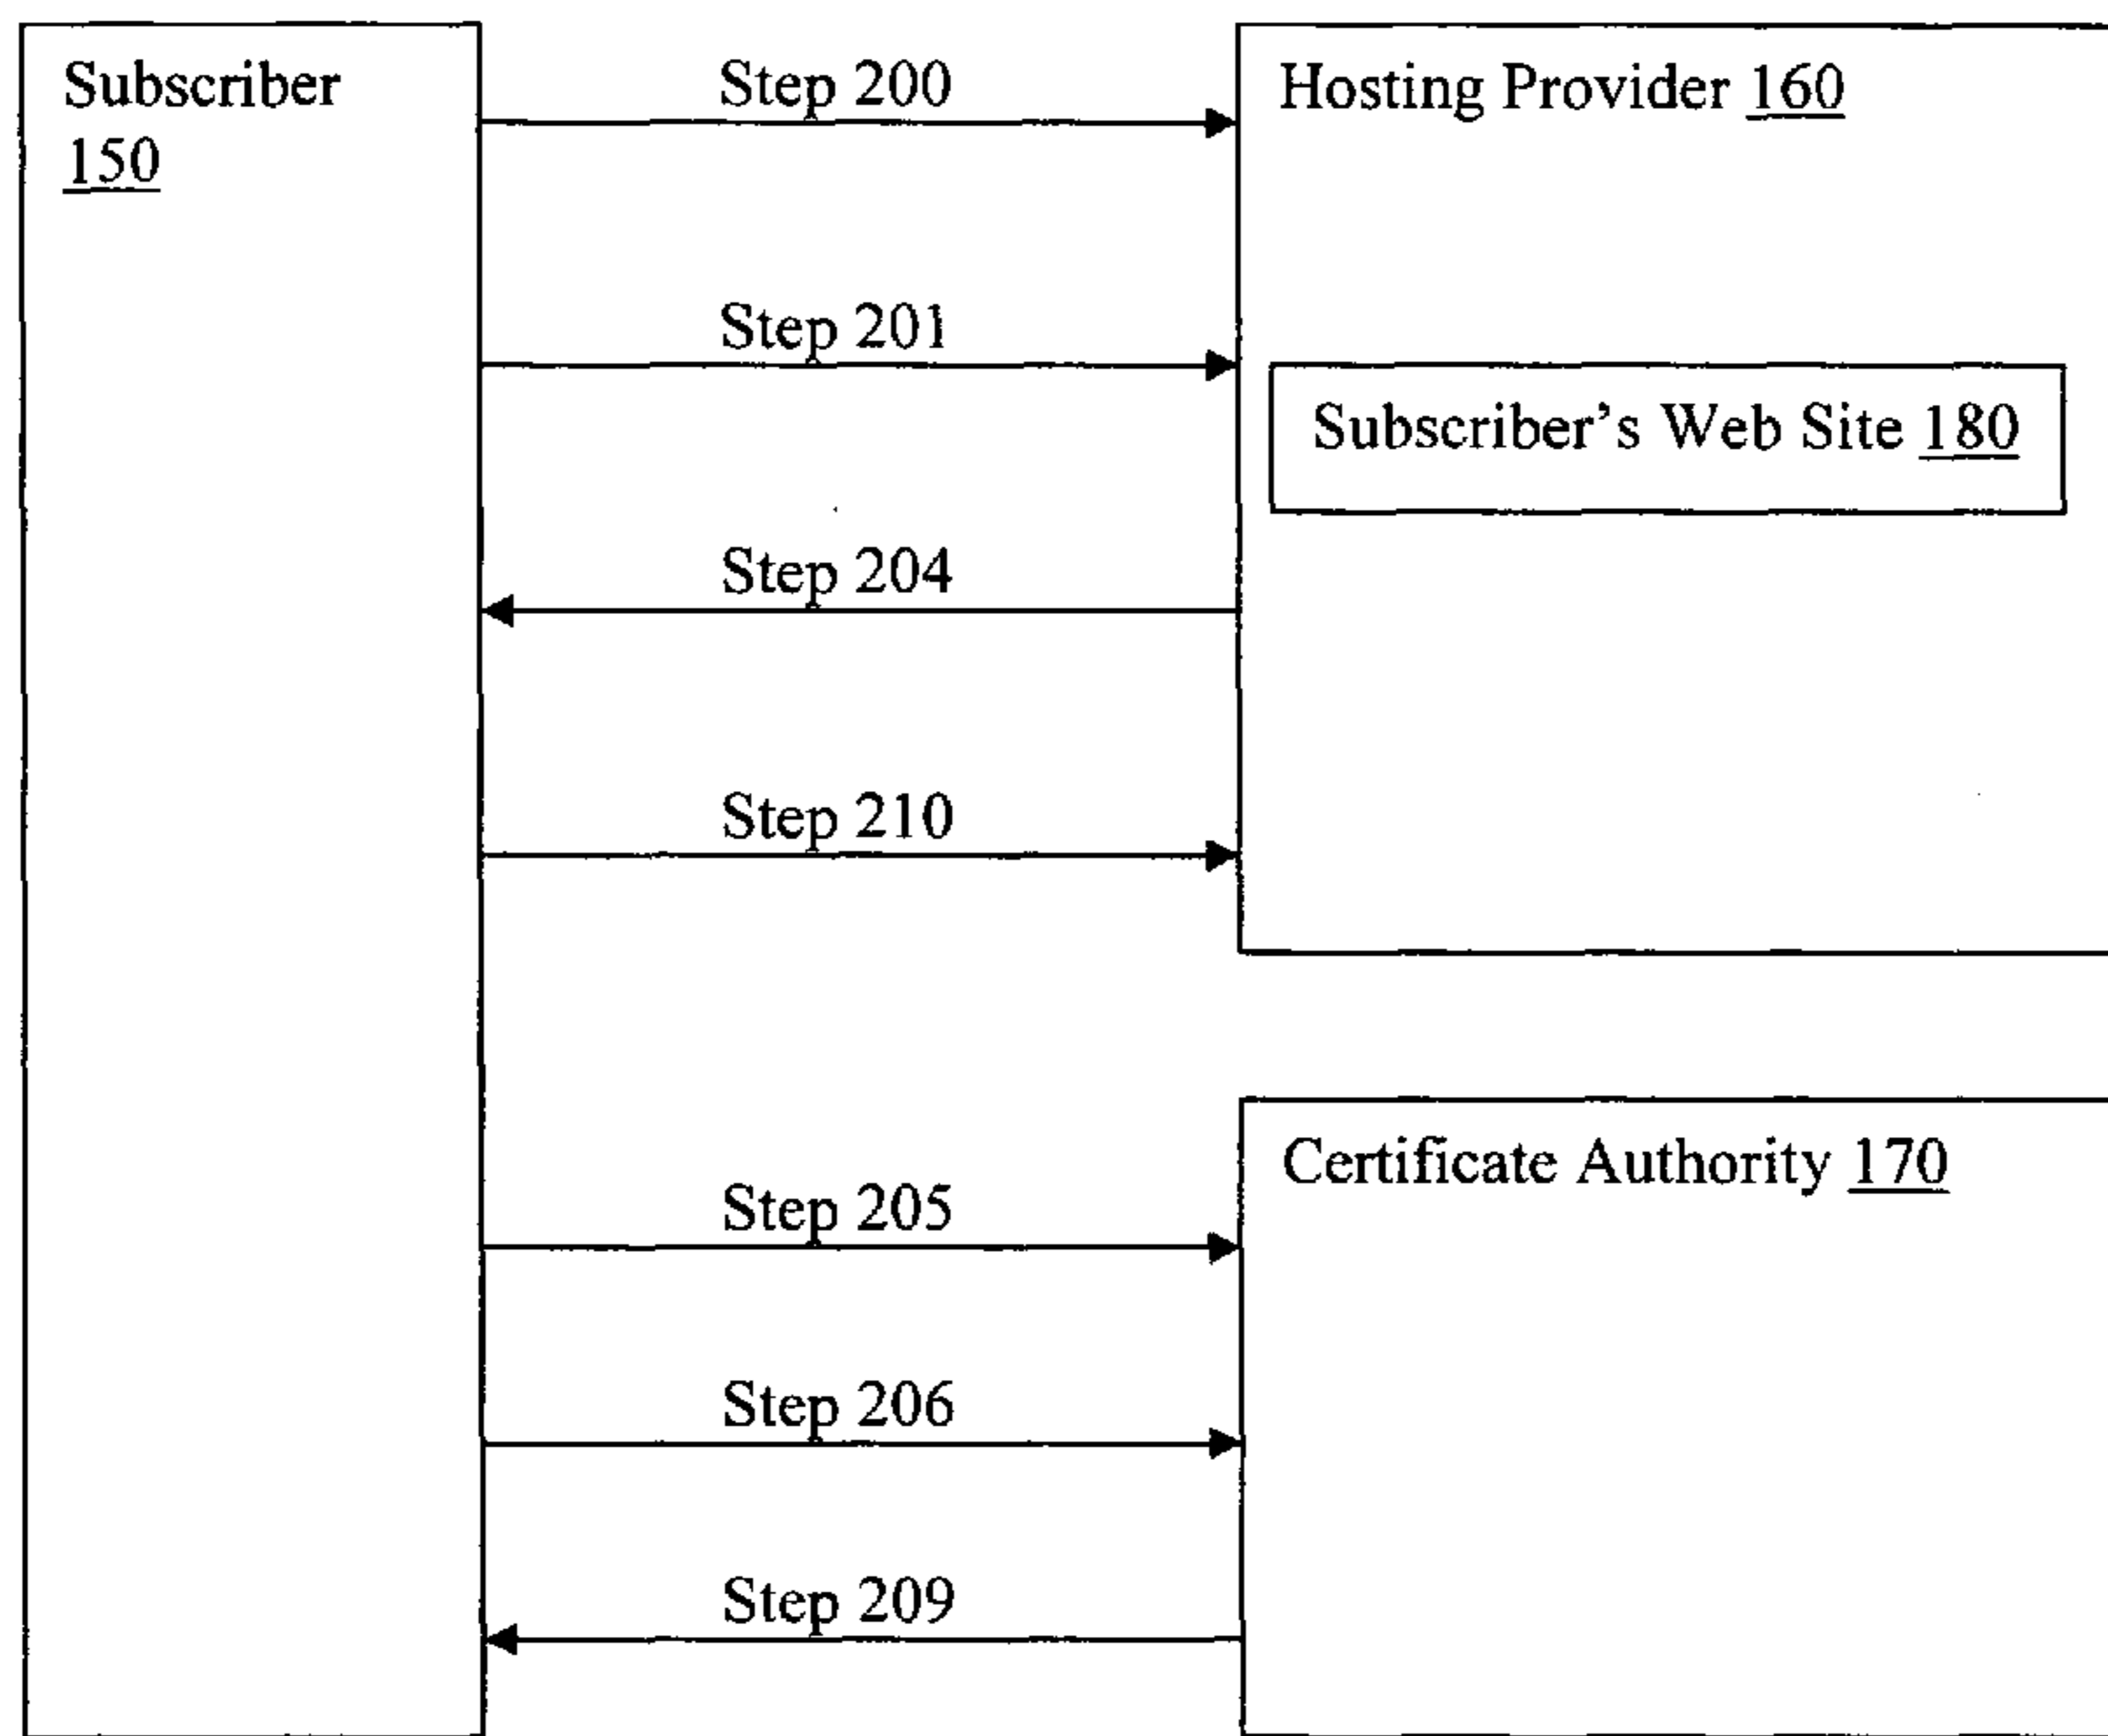 Subscriber
150
Step 200
Hosting Provider 160
Step 201
Subscriber's Web Site 180
Step 204
Step 210
Certificate Authority 170
Step 205
Step 206
Step 209